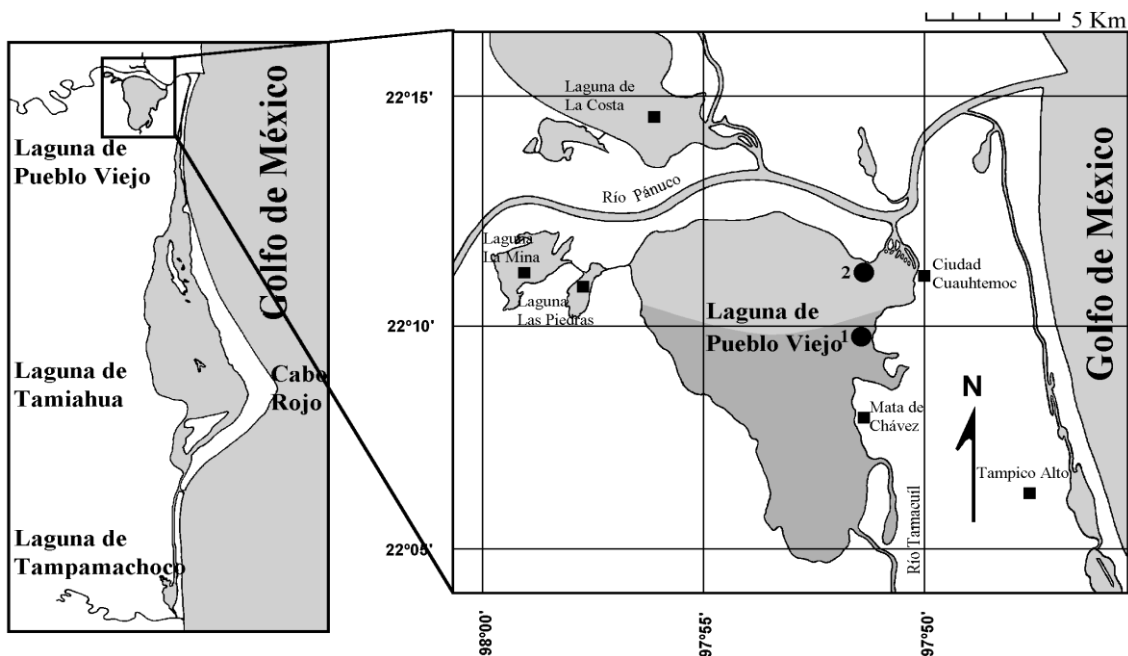 5 Km
Golfo de México
Laguna de
Pueblo Viejo
Laguna de
Tamiahua
Cabo
Rojo
Laguna de
Tampamachoco
22°15'
22°10'
22°05'
98°00'
97°55'
97°50'
Laguna de
La Costa
Río Pánuco
Laguna
La Mina
Laguna
Las Piedras
2
Ciudad
Cuauhtemoc
Laguna de
Pueblo Viejo
1
Mata de
Chávez
N
Tampico Alto
Río Tamacuil
Golfo de México